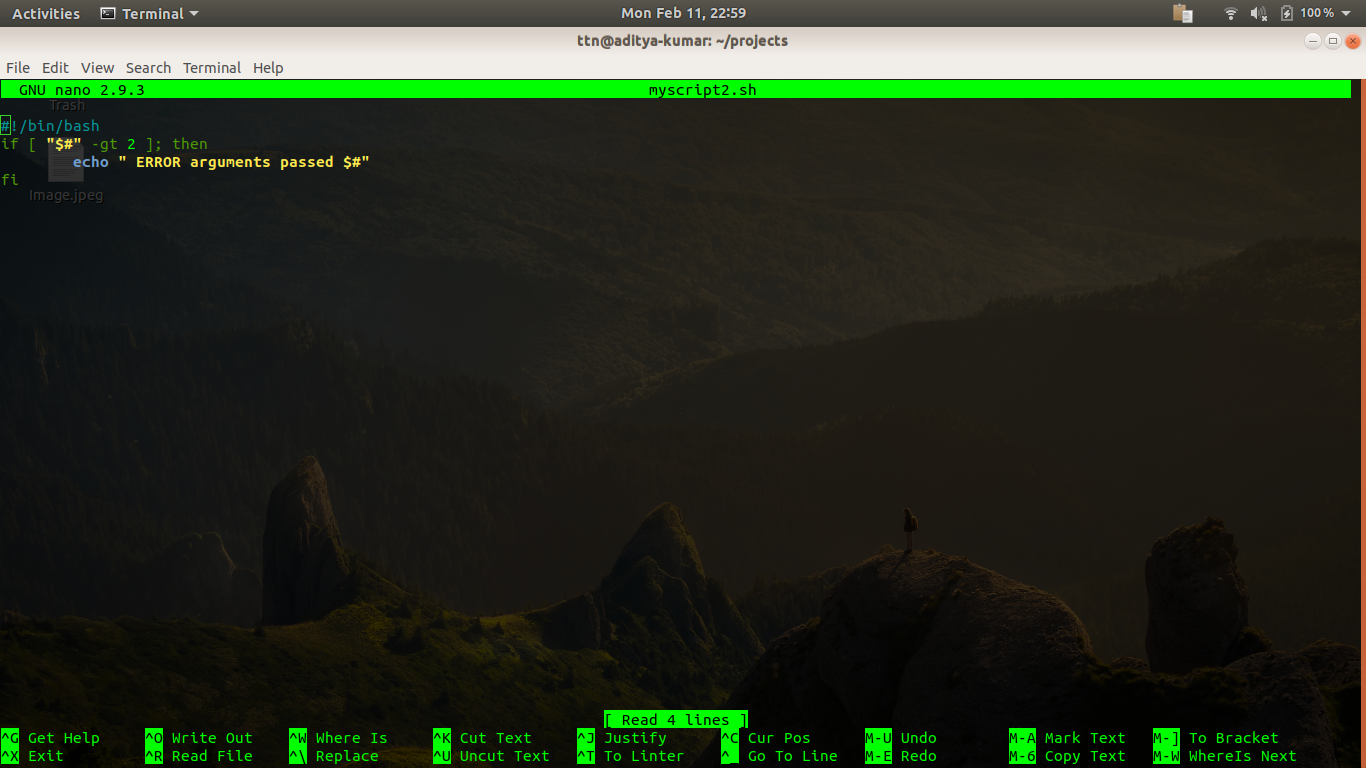 Activities Terminal Mon Feb 11, 22:59 100%
ttn@aditya-kumar: ~/projects
File Edit View Search Terminal Help
GNU nano 2.9.3 myscript2.sh
Trash
#!/bin/bash
if [ "$#" -gt 2 ]; then
echo " ERROR arguments passed $#"
fi
Image.jpeg
[ Read 4 lines ]
^G Get Help ^O Write Out ^W Where Is ^K Cut Text ^J Justify ^C Cur Pos M-U Undo M-A Mark Text M-] To Bracket
^X Exit ^R Read File ^\ Replace ^U Uncut Text ^T To Linter ^_ Go To Line M-E Redo M-6 Copy Text M-W WhereIs Next